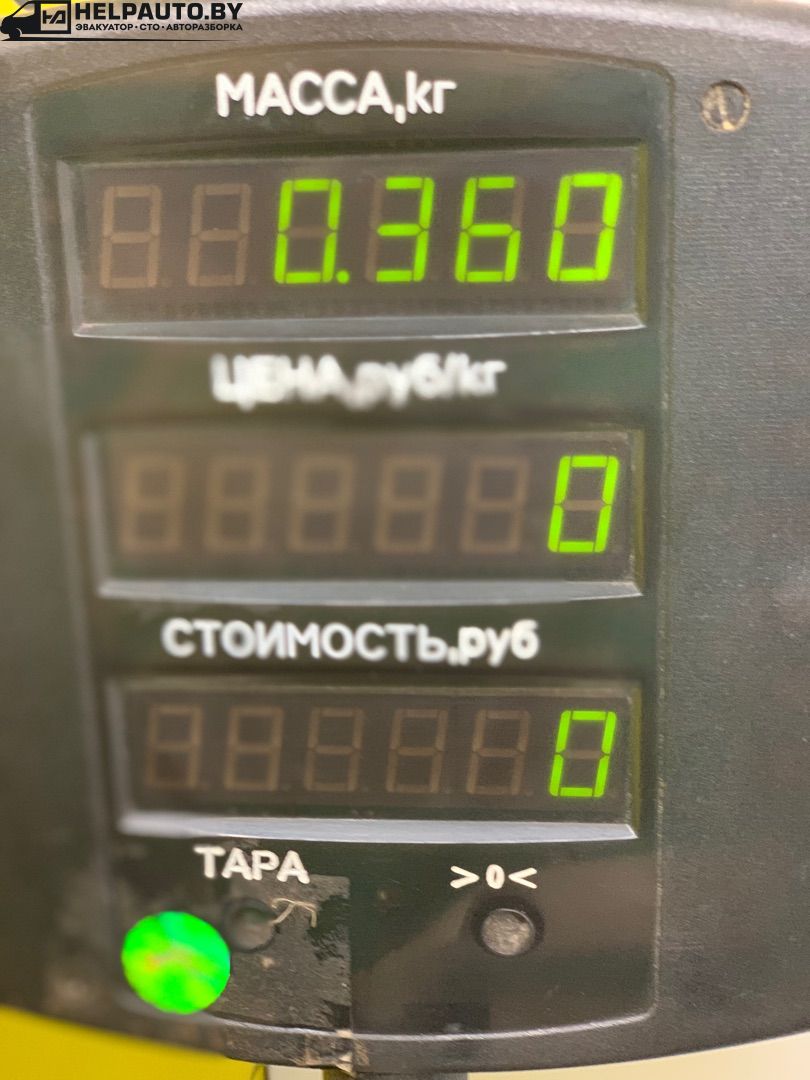 HELPAUTO.BY
ЭВАКУАТОР • СТО • АВТОРАЗБОРКА
МАССА,кг
0.360
ЦЕНА,руб/кг
0
СТОИМОСТЬ,руб
0
ТАРА >0<